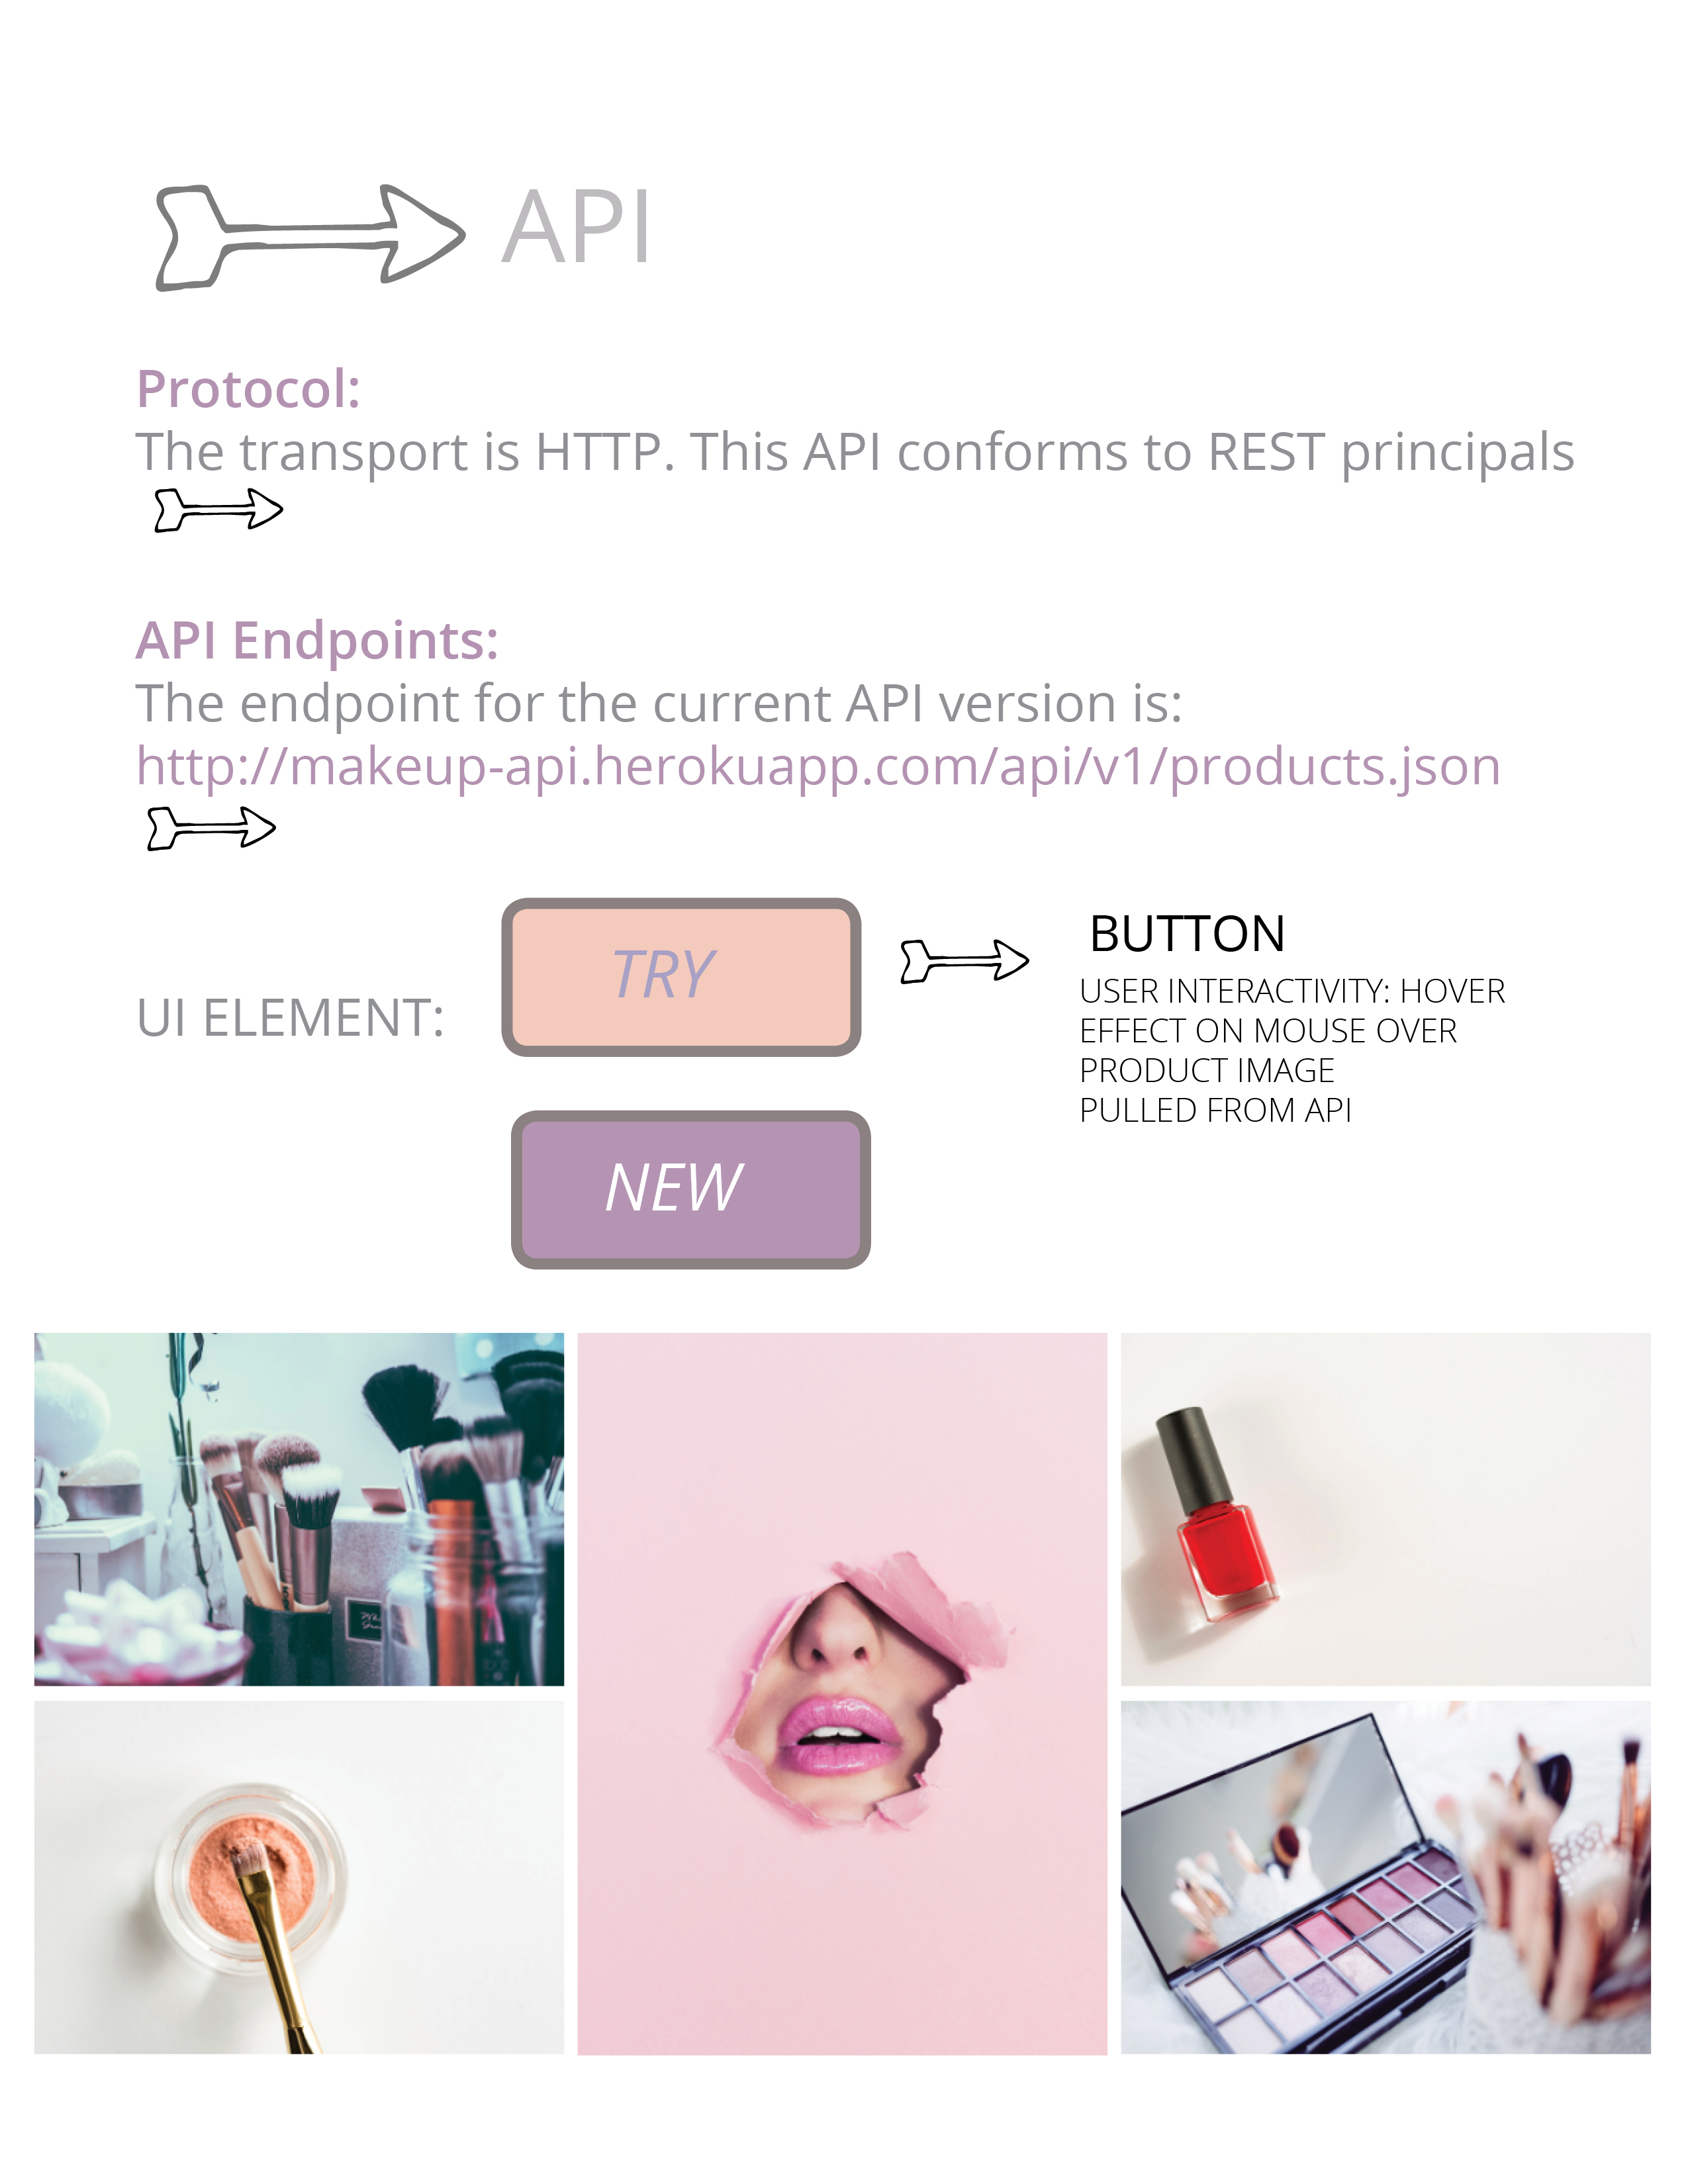 API
Protocol:
The transport is HTTP. This API conforms to REST principals
API Endpoints:
The endpoint for the current API version is:
http://makeup-api.herokuapp.com/api/v1/products.json
UI ELEMENT:
TRY
NEW
BUTTON
USER INTERACTIVITY: HOVER
EFFECT ON MOUSE OVER
PRODUCT IMAGE
PULLED FROM API